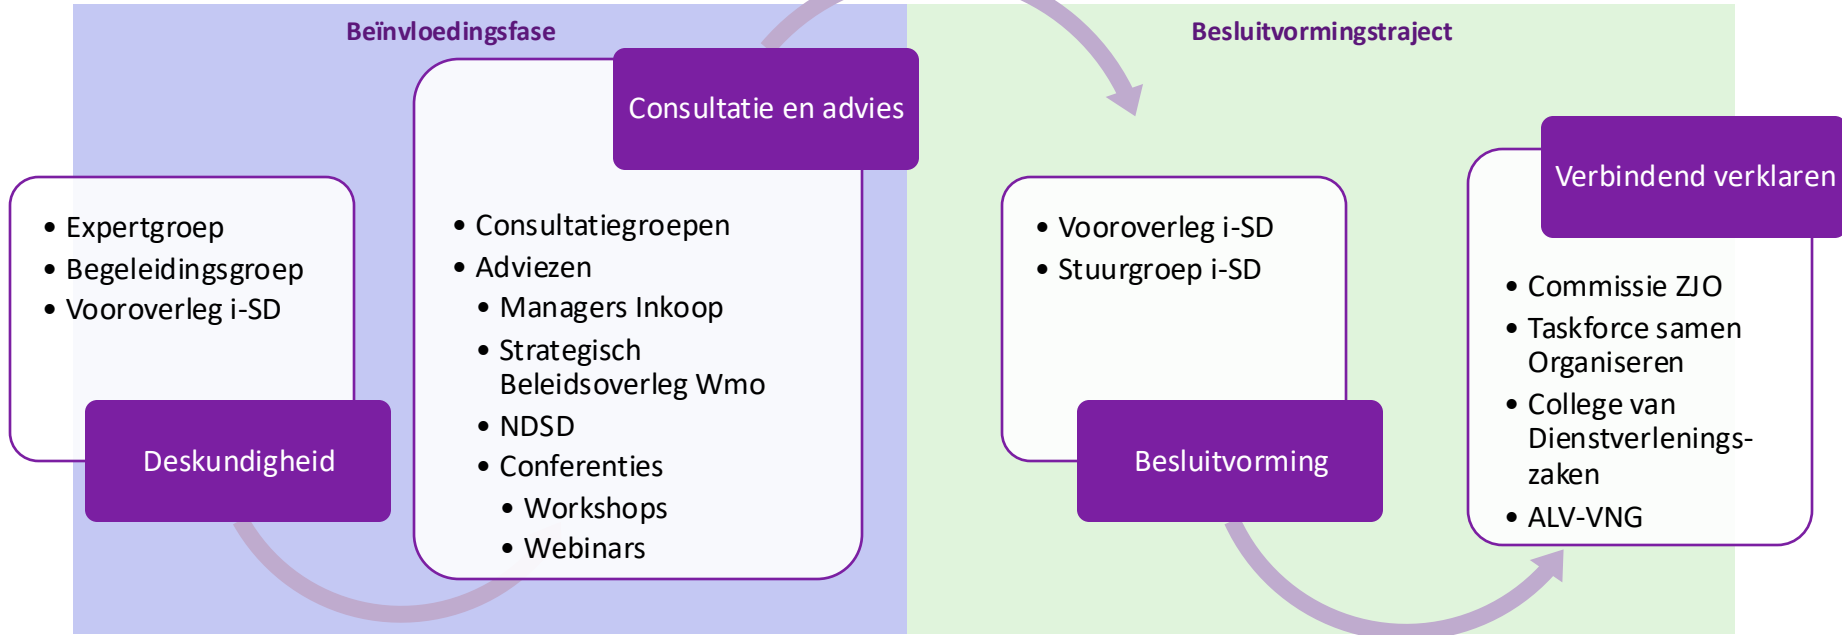 Beïnvloedingsfase
Besluitvormingstraject
• Expertgroep
• Begeleidingsgroep
• Vooroverleg i-SD
Deskundigheid
Consultatie en advies
• Consultatiegroepen
• Adviezen
• Managers Inkoop
• Strategisch
Beleidsoverleg Wmo
• NDSD
• Conferenties
• Workshops
• Webinars
• Vooroverleg i-SD
• Stuurgroep i-SD
Besluitvorming
Verbindend verklaren
• Commissie ZJO
• Taskforce samen
Organiseren
• College van
Dienstverlenings-
zaken
• ALV-VNG